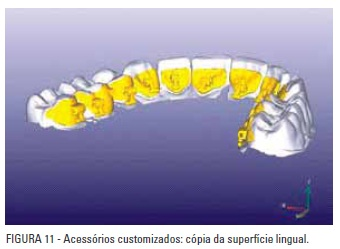 FIGURA 11 - Acessórios customizados: cópia da superfície lingual.